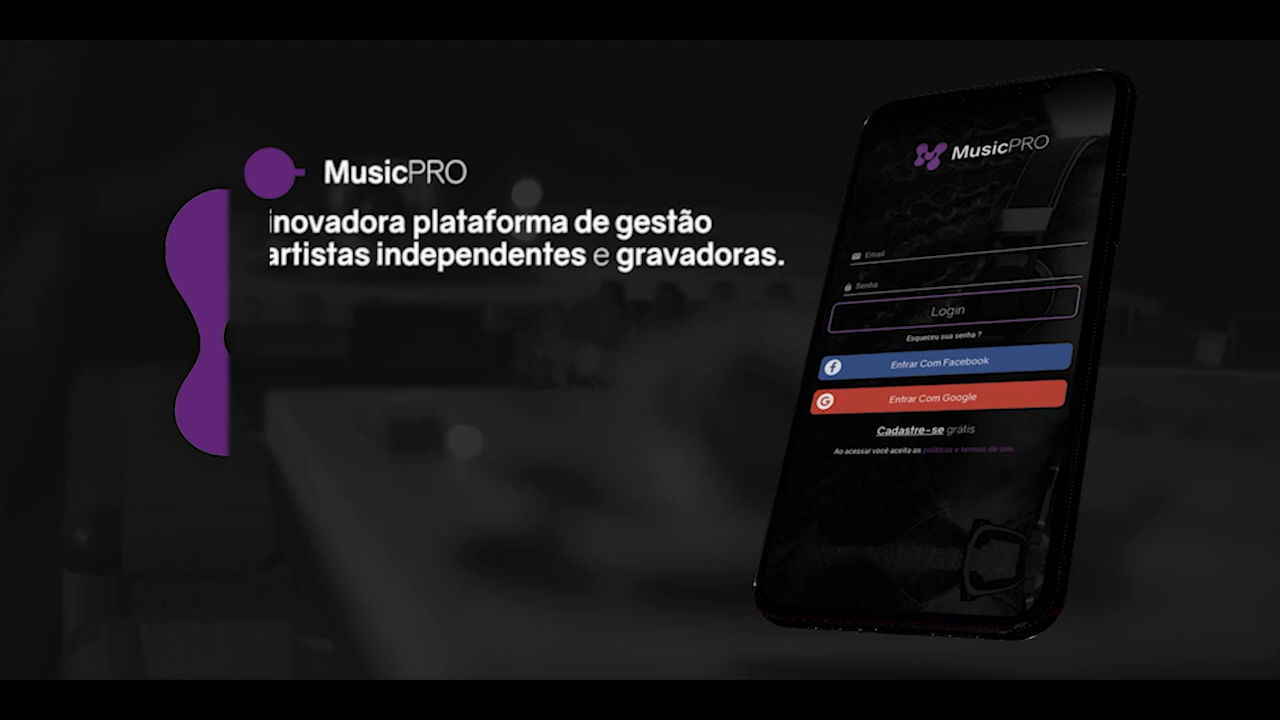 MusicPRO
inovadora plataforma de gestão
artistas independentes e gravadoras.
MusicPRO
Email
Senha
Login
Esqueceu sua senha ?
Entrar Com Facebook
Entrar Com Google
Cadastre-se grátis
Ao acessar você aceita as políticas e termos de uso.